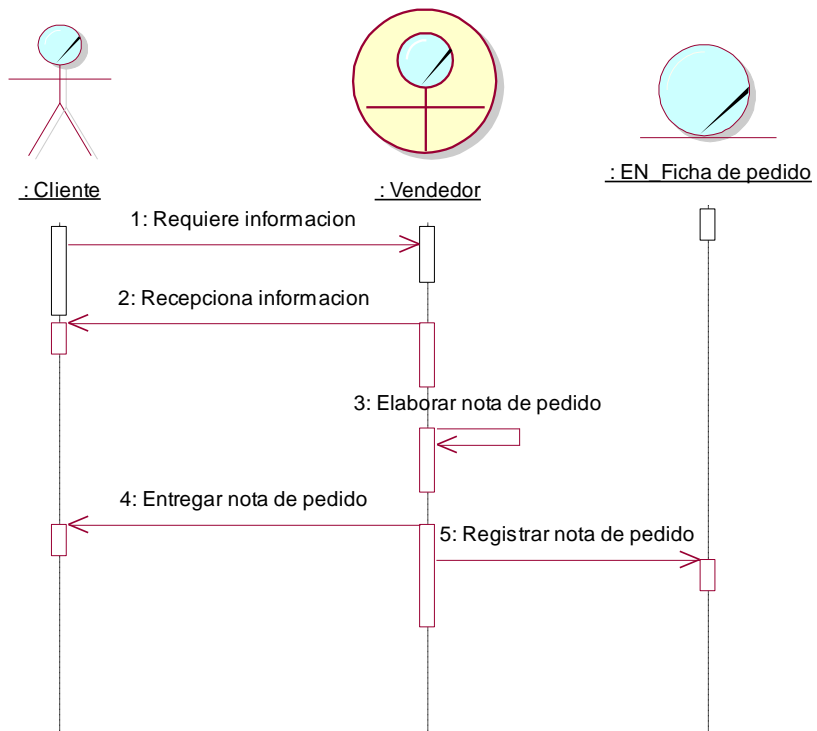 : Cliente
: Vendedor
: EN_Ficha de pedido
1: Requiere informacion
2: Recepciona informacion
3: Elaborar nota de pedido
4: Entregar nota de pedido
5: Registrar nota de pedido